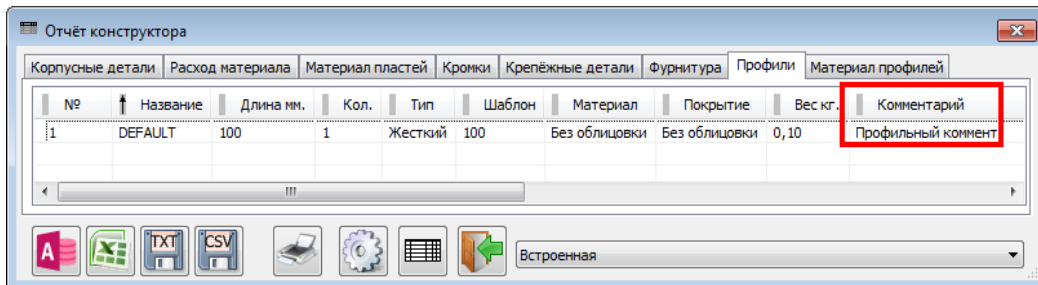 Отчёт конструктора
Корпусные детали Расход материала Материал пластей Кромки Крепёжные детали Фурнитура Профили Материал профилей
№ Название Длина мм. Кол. Тип Шаблон Материал Покрытие Вес кг. Комментарий
1 DEFAULT 100 1 Жесткий 100 Без облицовки Без облицовки 0,10 Профильный коммент
A X TXT CSV Встроенная